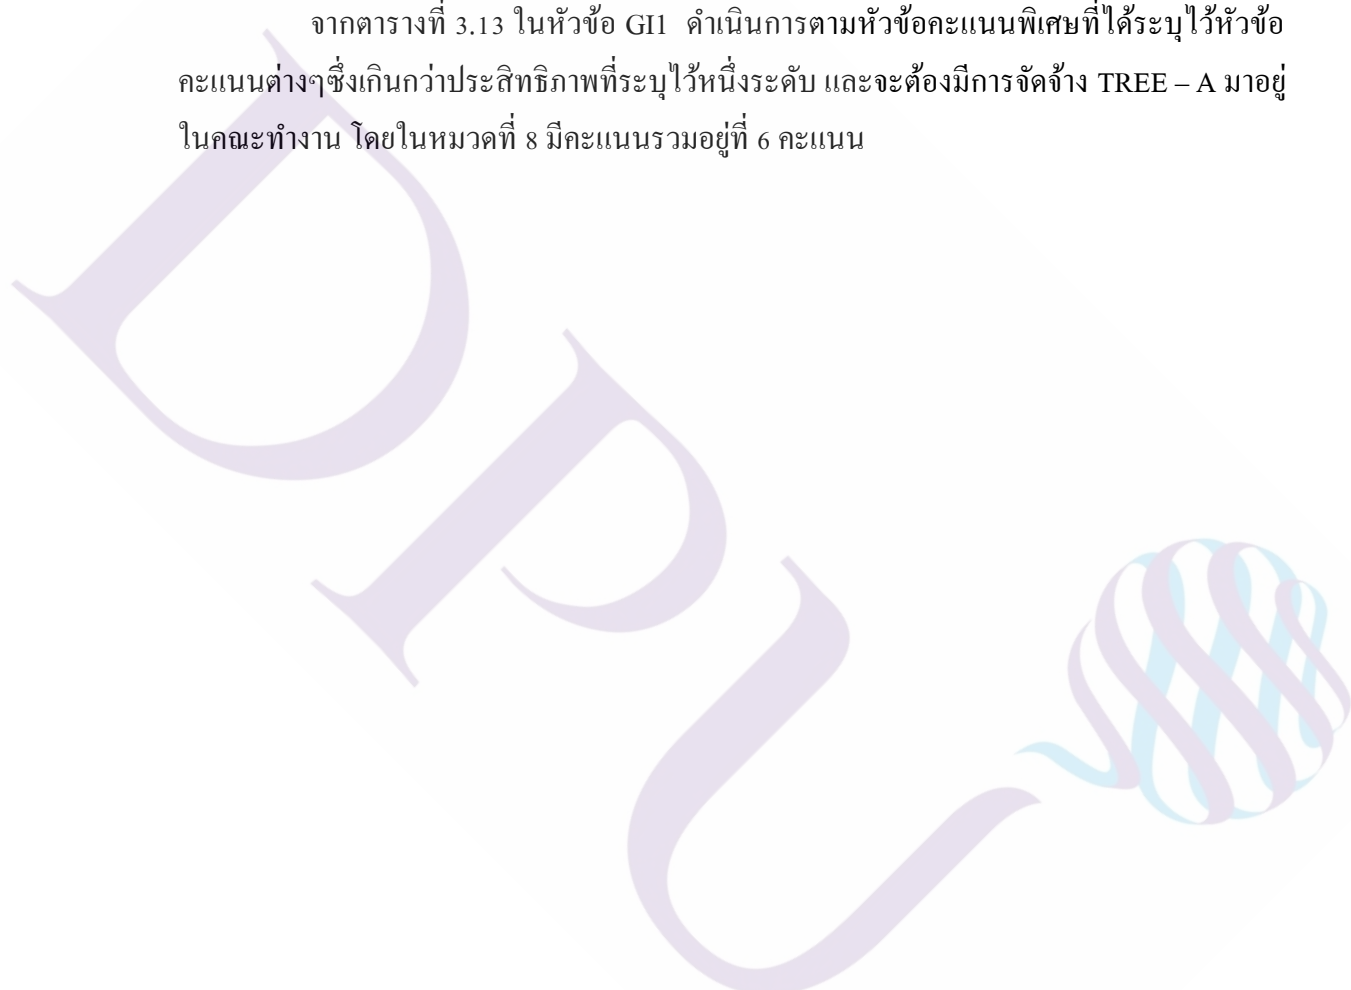 จากตารางที่ 3.13 ในหัวข้อ GI1 ดำเนินการตามหัวข้อคะแนนพิเศษที่ได้ระบุไว้หัวข้อ
คะแนนต่างๆซึ่งเกินกว่าประสิทธิภาพที่ระบุไว้หนึ่งระดับ และจะต้องมีการจัดจ้าง TREE – A มาอยู่
ในคณะทำงาน โดยในหมวดที่ 8 มีคะแนนรวมอยู่ที่ 6 คะแนน
DPU